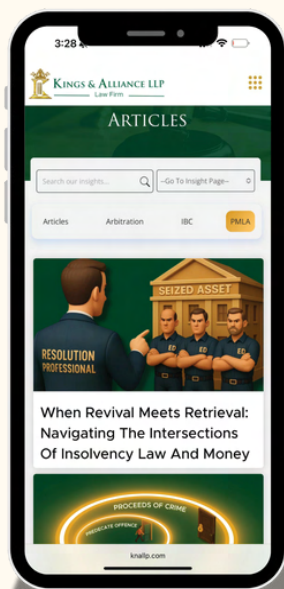 3:28
KINGS & ALLIANCE LLP
Law Firm
ARTICLES
Search our insights...
--Go To Insight Page--
Articles Arbitration IBC PMLA
SEIZED ASSET
RESOLUTION
PROFESSIONAL
ED ED ED
When Revival Meets Retrieval:
Navigating The Intersections
Of Insolvency Law And Money
PROCEEDS OF CRIME
PREDICATE OFFENCE
knallp.com